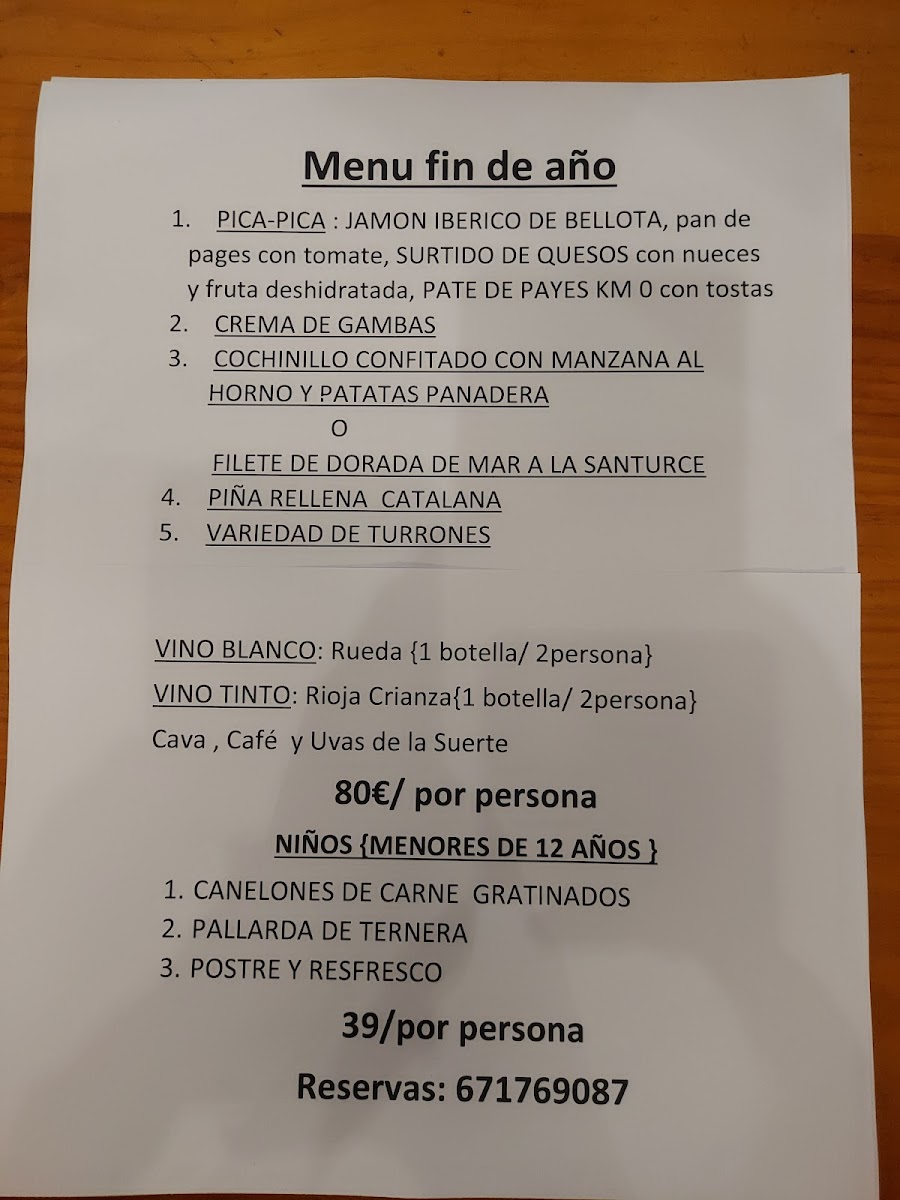 Menu fin de año
1. PICA-PICA : JAMON IBERICO DE BELLOTA, pan de
pages con tomate, SURTIDO DE QUESOS con nueces
y fruta deshidratada, PATE DE PAYES KM 0 con tostas
2. CREMA DE GAMBAS
3. COCHINILLO CONFITADO CON MANZANA AL
HORNO Y PATATAS PANADERA
O
FILETE DE DORADA DE MAR A LA SANTURCE
4. PIÑA RELLENA CATALANA
5. VARIEDAD DE TURRONES
VINO BLANCO: Rueda {1 botella/ 2persona}
VINO TINTO: Rioja Crianza{1 botella/ 2persona}
Cava , Café y Uvas de la Suerte
80€/ por persona
NIÑOS {MENORES DE 12 AÑOS }
1. CANELONES DE CARNE GRATINADOS
2. PALLARDA DE TERNERA
3. POSTRE Y RESFRESCO
39/por persona
Reservas: 671769087